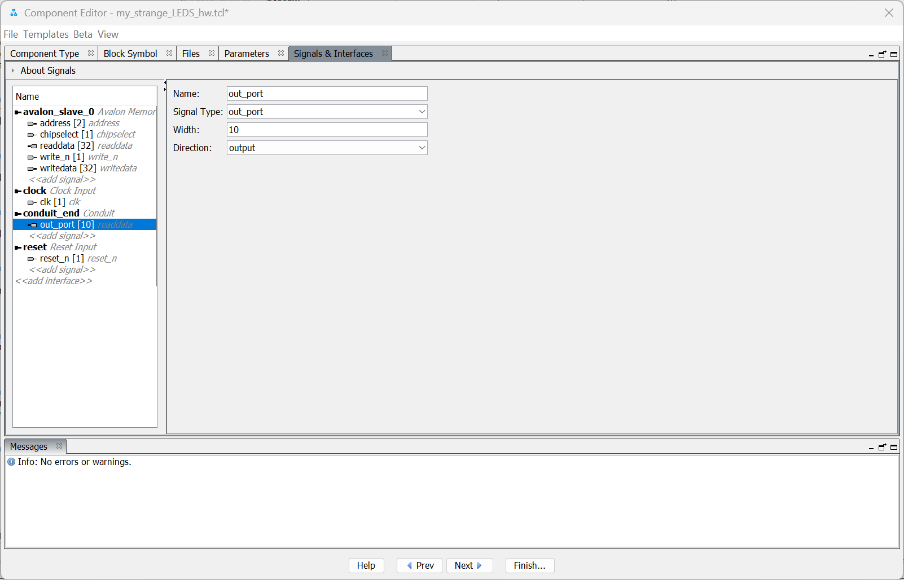 Component Editor - my_strange_LEDS_hw.tcl*
File Templates Beta View
Component Type Block Symbol Files Parameters Signals & Interfaces
About Signals
Name
avalon_slave_0 Avalon Memor
address [2] address
chipselect [1] chipselect
readdata [32] readdata
write_n [1] write_n
writedata [32] writedata
<<add signal>>
clock Clock Input
clk [1] clk
<<add signal>>
conduit_end Conduit
out_port [10] readdata
<<add signal>>
reset Reset Input
reset_n [1] reset_n
<<add signal>>
<<add interface>>
Name: out_port
Signal Type: out_port
Width: 10
Direction: output
Messages
Info: No errors or warnings.
Help Prev Next Finish...